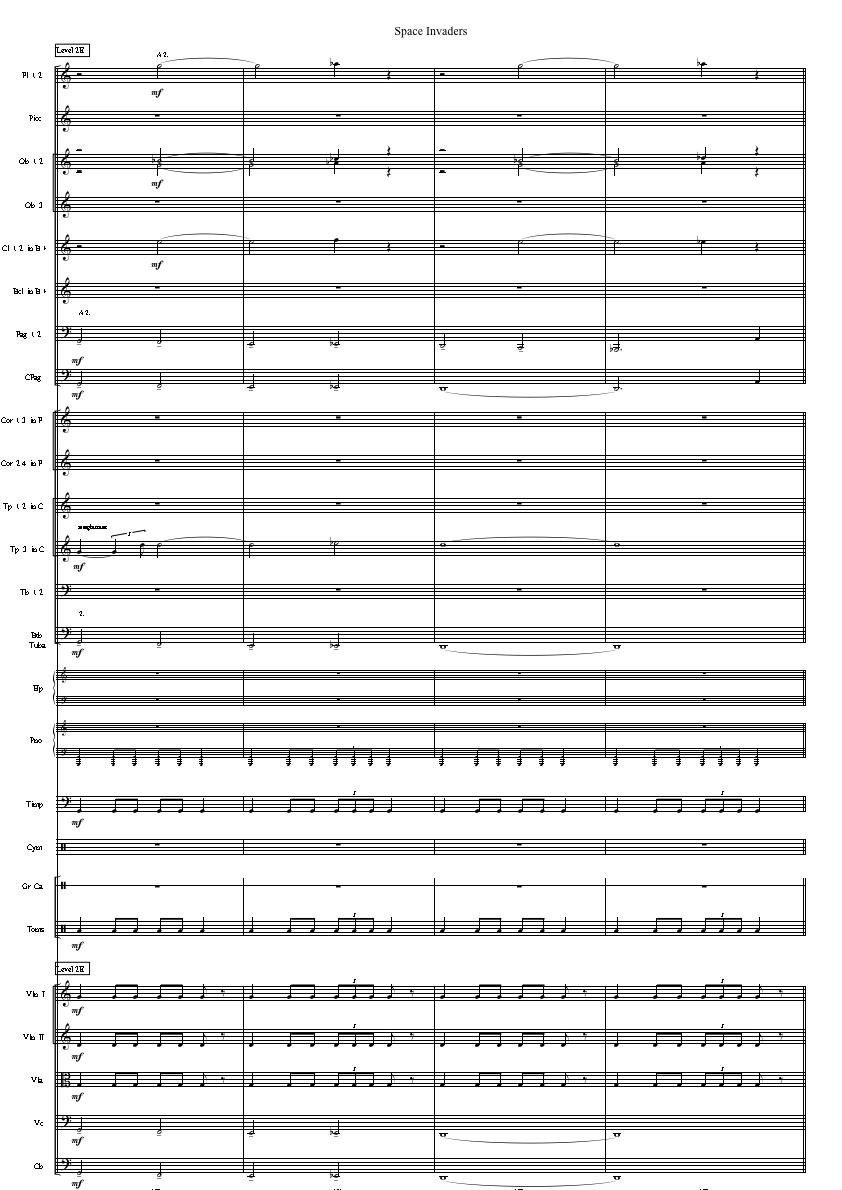 Space Invaders
Level 2E
A 2.
Fl 1 2
mf
Picc
Ob 1 2
mf
Ob 3
Cl 1 2 in B
mf
Bcl in B
A 2.
Fag 1 2
mf
CFag
mf
Cor 1 3 in F
Cor 2 4 in F
Tp 1 2 in C
3
Tp 3 in C
mf
Tb 1 2
2.
Btb
Tuba
mf
Hp
Pno
3
3
Timp
mf
Cym
Gr Ca
3
3
Toms
mf
Level 2E
3
3
Vln I
mf
3
3
Vln II
mf
3
3
Vla
mf
Vc
mf
Cb
mf